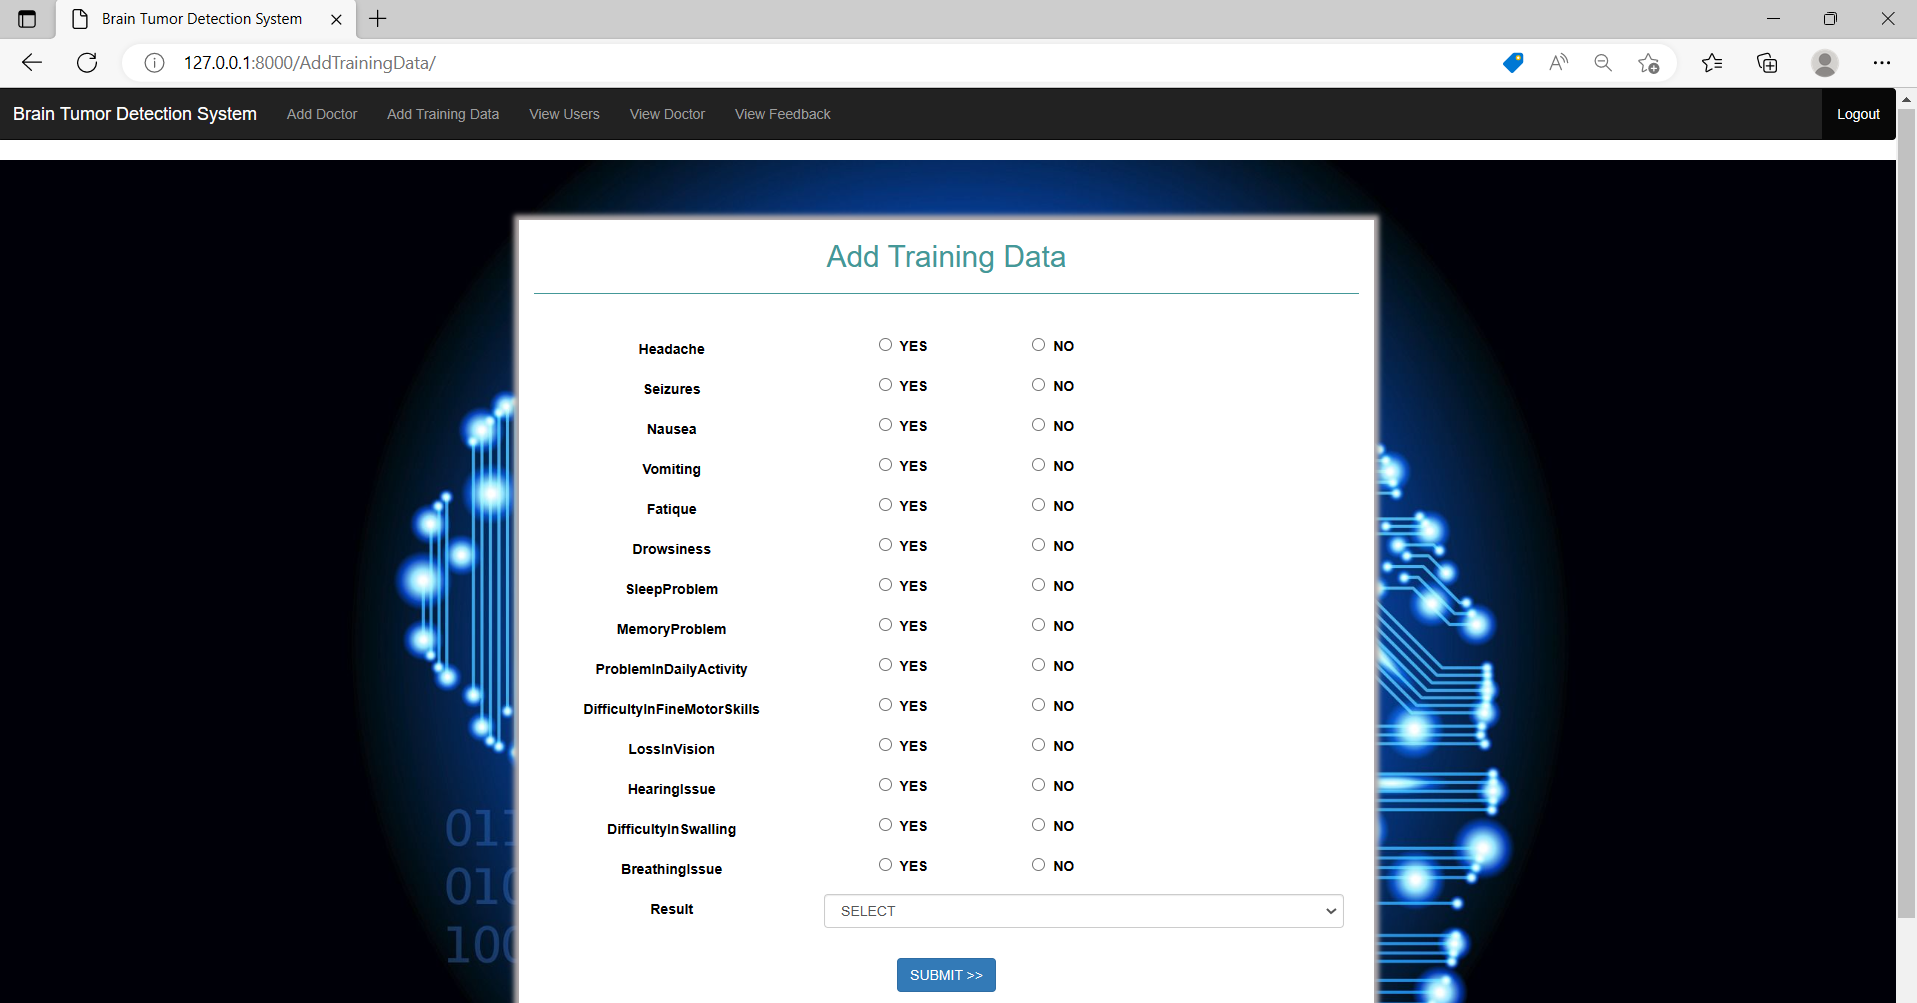 Brain Tumor Detection System
127.0.0.1:8000/AddTrainingData/
Brain Tumor Detection System Add Doctor Add Training Data View Users View Doctor View Feedback Logout
Add Training Data
Headache YES NO
Seizures YES NO
Nausea YES NO
Vomiting YES NO
Fatique YES NO
Drowsiness YES NO
SleepProblem YES NO
MemoryProblem YES NO
ProblemInDailyActivity YES NO
DifficultyInFineMotorSkills YES NO
LossInVision YES NO
HearingIssue YES NO
DifficultyInSwalling YES NO
BreathingIssue YES NO
Result SELECT
SUBMIT >>